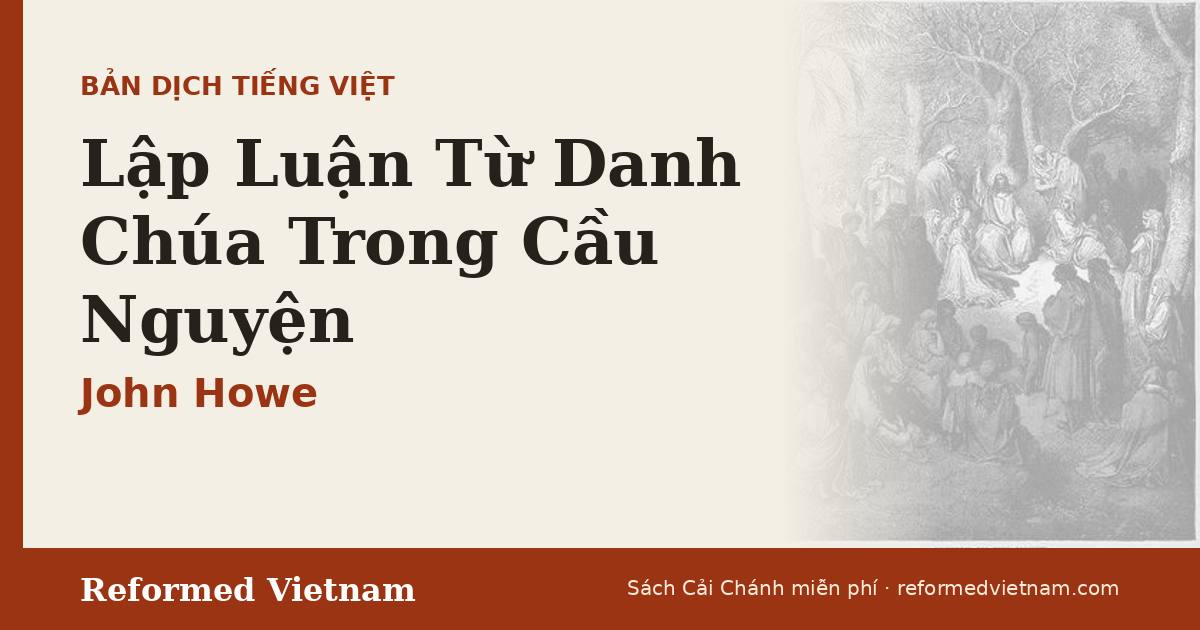 BẢN DỊCH TIẾNG VIỆT
Lập Luận Từ Danh
Chúa Trong Cầu
Nguyện
John Howe
Reformed Vietnam
Sách Cải Chánh miễn phí · reformedvietnam.com